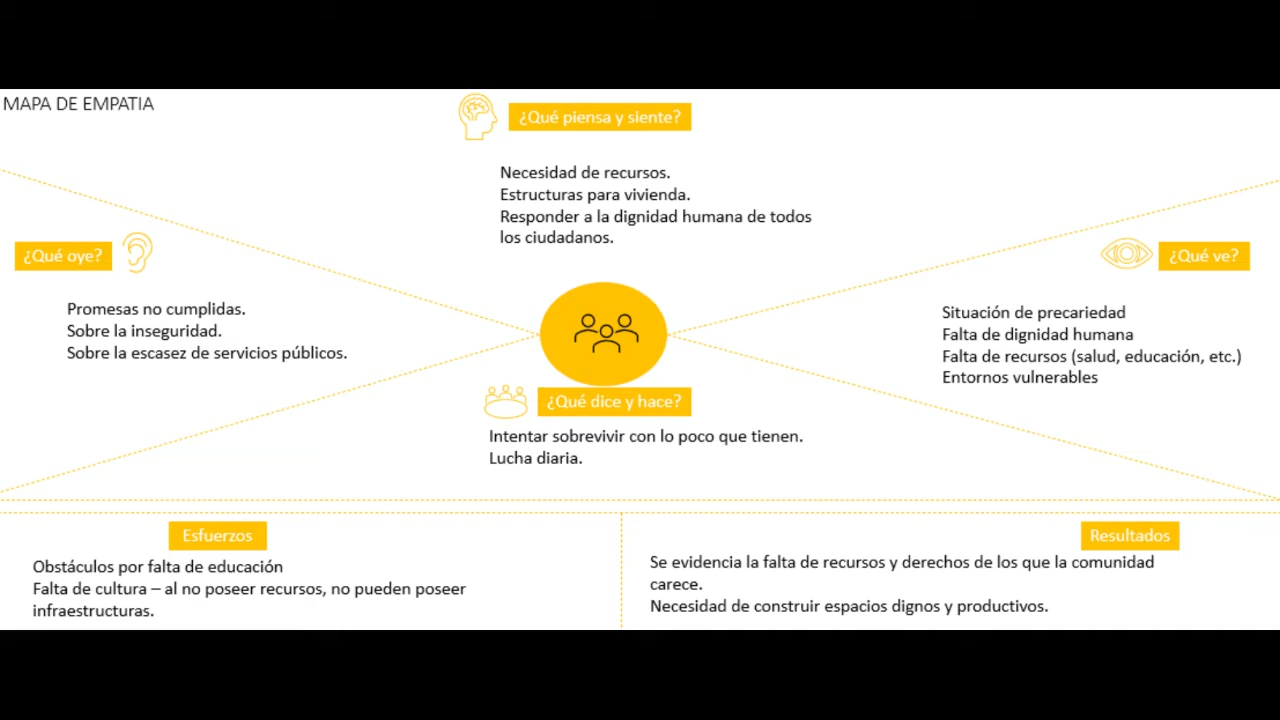 MAPA DE EMPATIA
¿Qué piensa y siente?
Necesidad de recursos.
Estructuras para vivienda.
Responder a la dignidad humana de todos
los ciudadanos.
¿Qué oye?
Promesas no cumplidas.
Sobre la inseguridad.
Sobre la escasez de servicios públicos.
¿Qué ve?
Situación de precariedad
Falta de dignidad humana
Falta de recursos (salud, educación, etc.)
Entornos vulnerables
¿Qué dice y hace?
Intentar sobrevivir con lo poco que tienen.
Lucha diaria.
Esfuerzos
Obstáculos por falta de educación
Falta de cultura – al no poseer recursos, no pueden poseer
infraestructuras.
Resultados
Se evidencia la falta de recursos y derechos de los que la comunidad
carece.
Necesidad de construir espacios dignos y productivos.